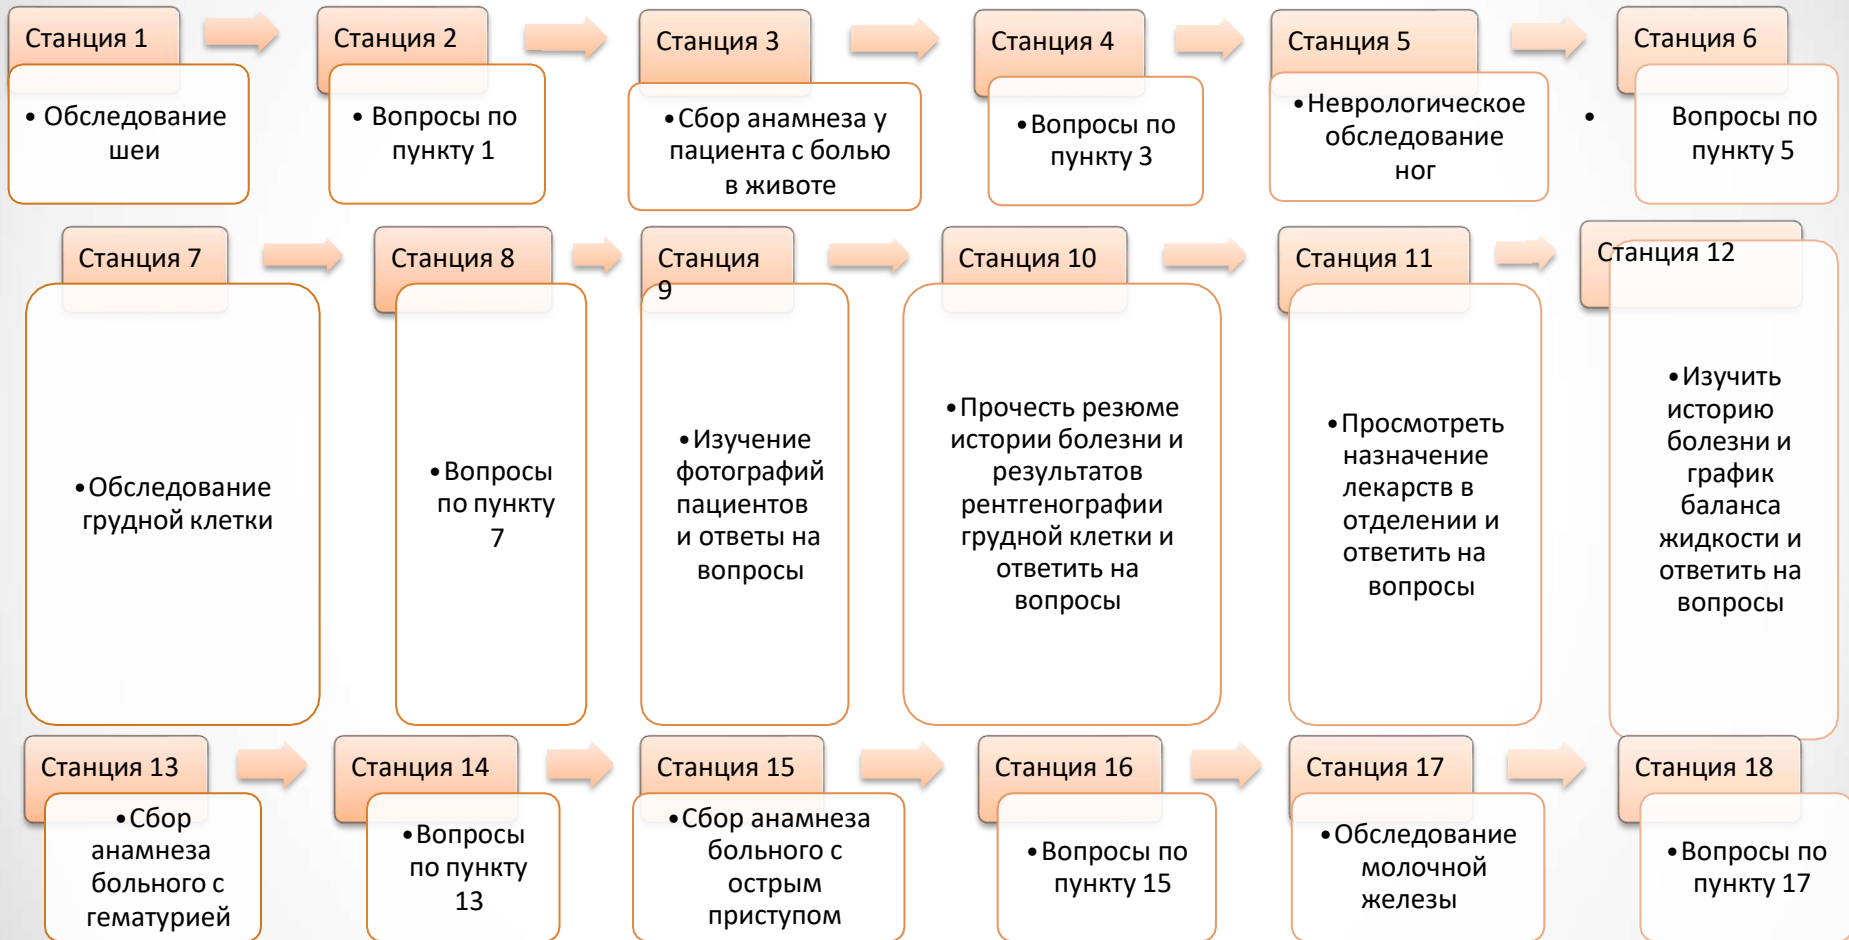 Станция 1
• Обследование
шеи
Станция 2
• Вопросы по
пункту 1
Станция 3
• Сбор анамнеза у
пациента с болью
в животе
Станция 4
• Вопросы по
пункту 3
Станция 5
• Неврологическое
обследование
ног
Станция 6
• Вопросы по
пункту 5
Станция 7
• Обследование
грудной клетки
Станция 8
• Вопросы
по пункту
7
Станция
9
• Изучение
фотографий
пациентов
и ответы на
вопросы
Станция 10
• Прочесть резюме
истории болезни и
результатов
рентгенографии
грудной клетки и
ответить на
вопросы
Станция 11
• Просмотреть
назначение
лекарств в
отделении и
ответить на
вопросы
Станция 12
• Изучить
историю
болезни и
график
баланса
жидкости и
ответить на
вопросы
Станция 13
• Сбор
анамнеза
больного с
гематурией
Станция 14
• Вопросы
по пункту
13
Станция 15
• Сбор анамнеза
больного с
острым
приступом
Станция 16
• Вопросы по
пункту 15
Станция 17
• Обследование
молочной
железы
Станция 18
• Вопросы по
пункту 17